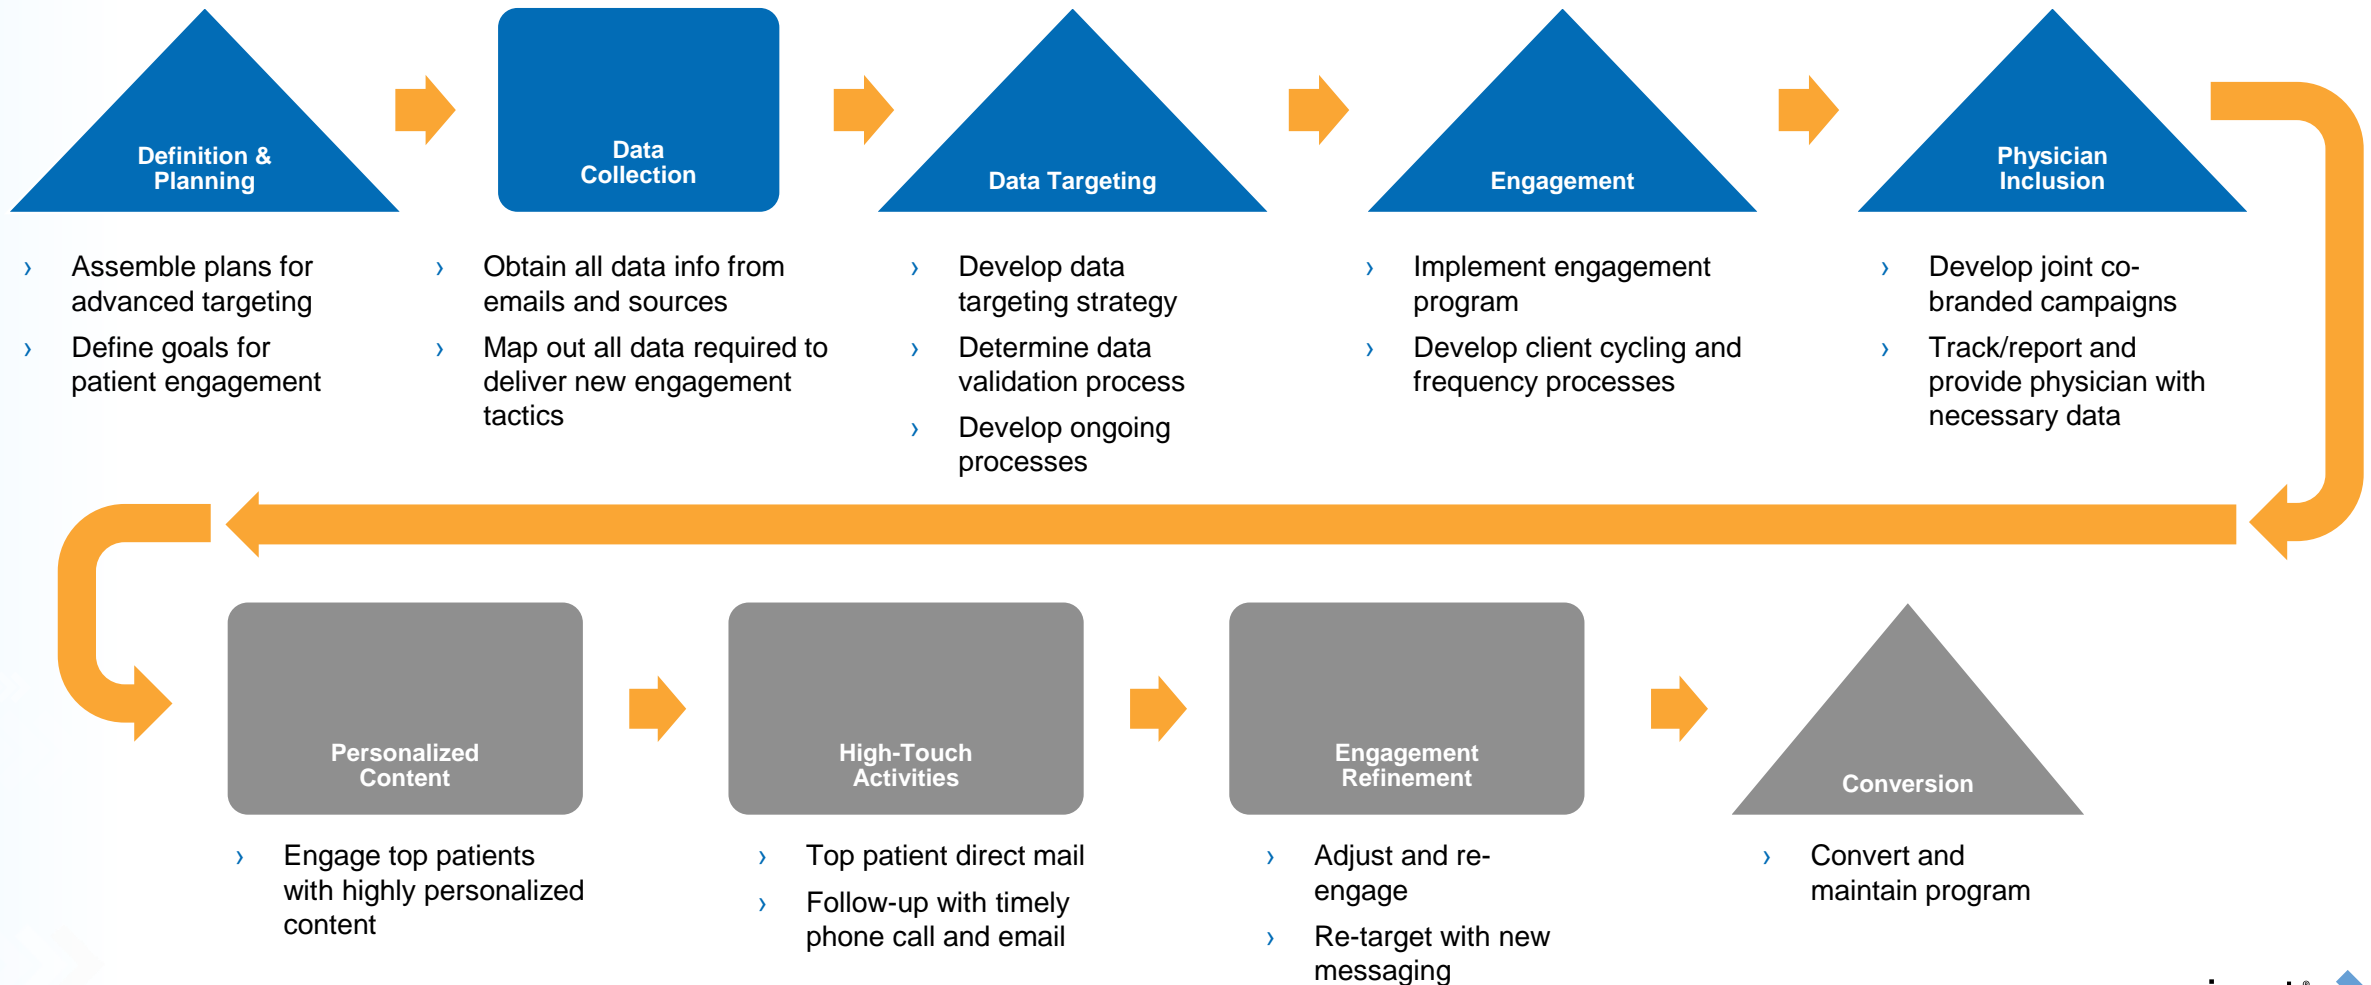 Definition &
Planning
Data
Collection
Data Targeting
Engagement
Physician
Inclusion
› Assemble plans for
advanced targeting
› Define goals for
patient engagement
› Obtain all data info from
emails and sources
› Map out all data required to
deliver new engagement
tactics
› Develop data
targeting strategy
› Determine data
validation process
› Develop ongoing
processes
› Implement engagement
program
› Develop client cycling and
frequency processes
› Develop joint co-
branded campaigns
› Track/report and
provide physician with
necessary data
Personalized
Content
High-Touch
Activities
Engagement
Refinement
Conversion
› Engage top patients
with highly personalized
content
› Top patient direct mail
› Follow-up with timely
phone call and email
› Adjust and re-
engage
› Re-target with new
messaging
› Convert and
maintain program